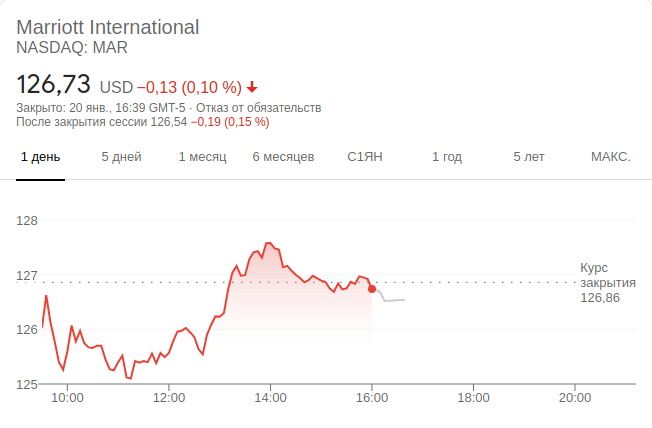 Marriott International
NASDAQ: MAR
126,73 USD −0,13 (0,10 %)
Закрыто: 20 янв., 16:39 GMT-5 · Отказ от обязательств
После закрытия сессии 126,54 −0,19 (0,15 %)
1 день 5 дней 1 месяц 6 месяцев С1ЯН 1 год 5 лет МАКС.
128
127
126
125
Курс
закрытия
126,86
10:00 12:00 14:00 16:00 18:00 20:00